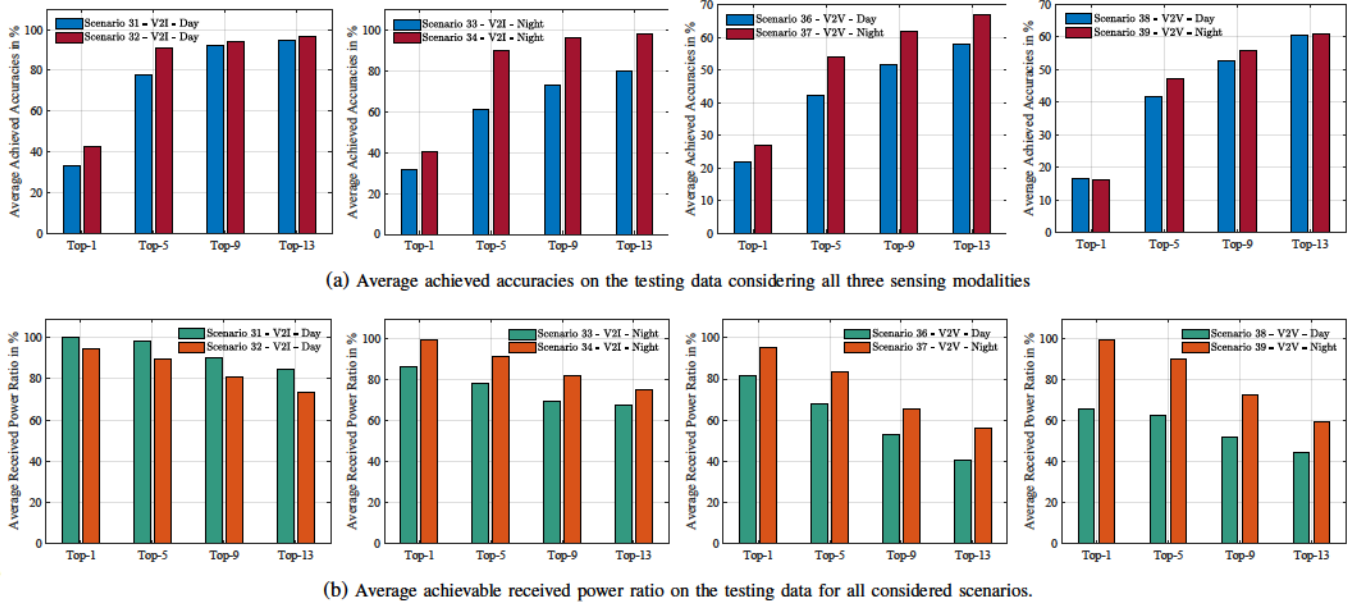 Average Achieved Accuracies in %
100
80
60
40
20
0
Scenario 31 - V2I - Day
Scenario 32 - V2I - Day
Top-1 Top-5 Top-9 Top-13
Average Achieved Accuracies in %
100
80
60
40
20
0
Scenario 33 - V2I - Night
Scenario 34 - V2I - Night
Top-1 Top-5 Top-9 Top-13
Average Achieved Accuracies in %
70
60
50
40
30
20
10
0
Scenario 36 - V2V - Day
Scenario 37 - V2V - Night
Top-1 Top-5 Top-9 Top-13
Average Achieved Accuracies in %
70
60
50
40
30
20
10
0
Scenario 38 - V2V - Day
Scenario 39 - V2V - Night
Top-1 Top-5 Top-9 Top-13
(a) Average achieved accuracies on the testing data considering all three sensing modalities
Average Received Power Ratio in %
100
80
60
40
20
0
Scenario 31 - V2I - Day
Scenario 32 - V2I - Day
Top-1 Top-5 Top-9 Top-13
Average Received Power Ratio in %
100
80
60
40
20
0
Scenario 33 - V2I - Night
Scenario 34 - V2I - Night
Top-1 Top-5 Top-9 Top-13
Average Received Power Ratio in %
100
80
60
40
20
0
Scenario 36 - V2V - Day
Scenario 37 - V2V - Night
Top-1 Top-5 Top-9 Top-13
Average Received Power Ratio in %
100
80
60
40
20
0
Scenario 38 - V2V - Day
Scenario 39 - V2V - Night
Top-1 Top-5 Top-9 Top-13
(b) Average achievable received power ratio on the testing data for all considered scenarios.